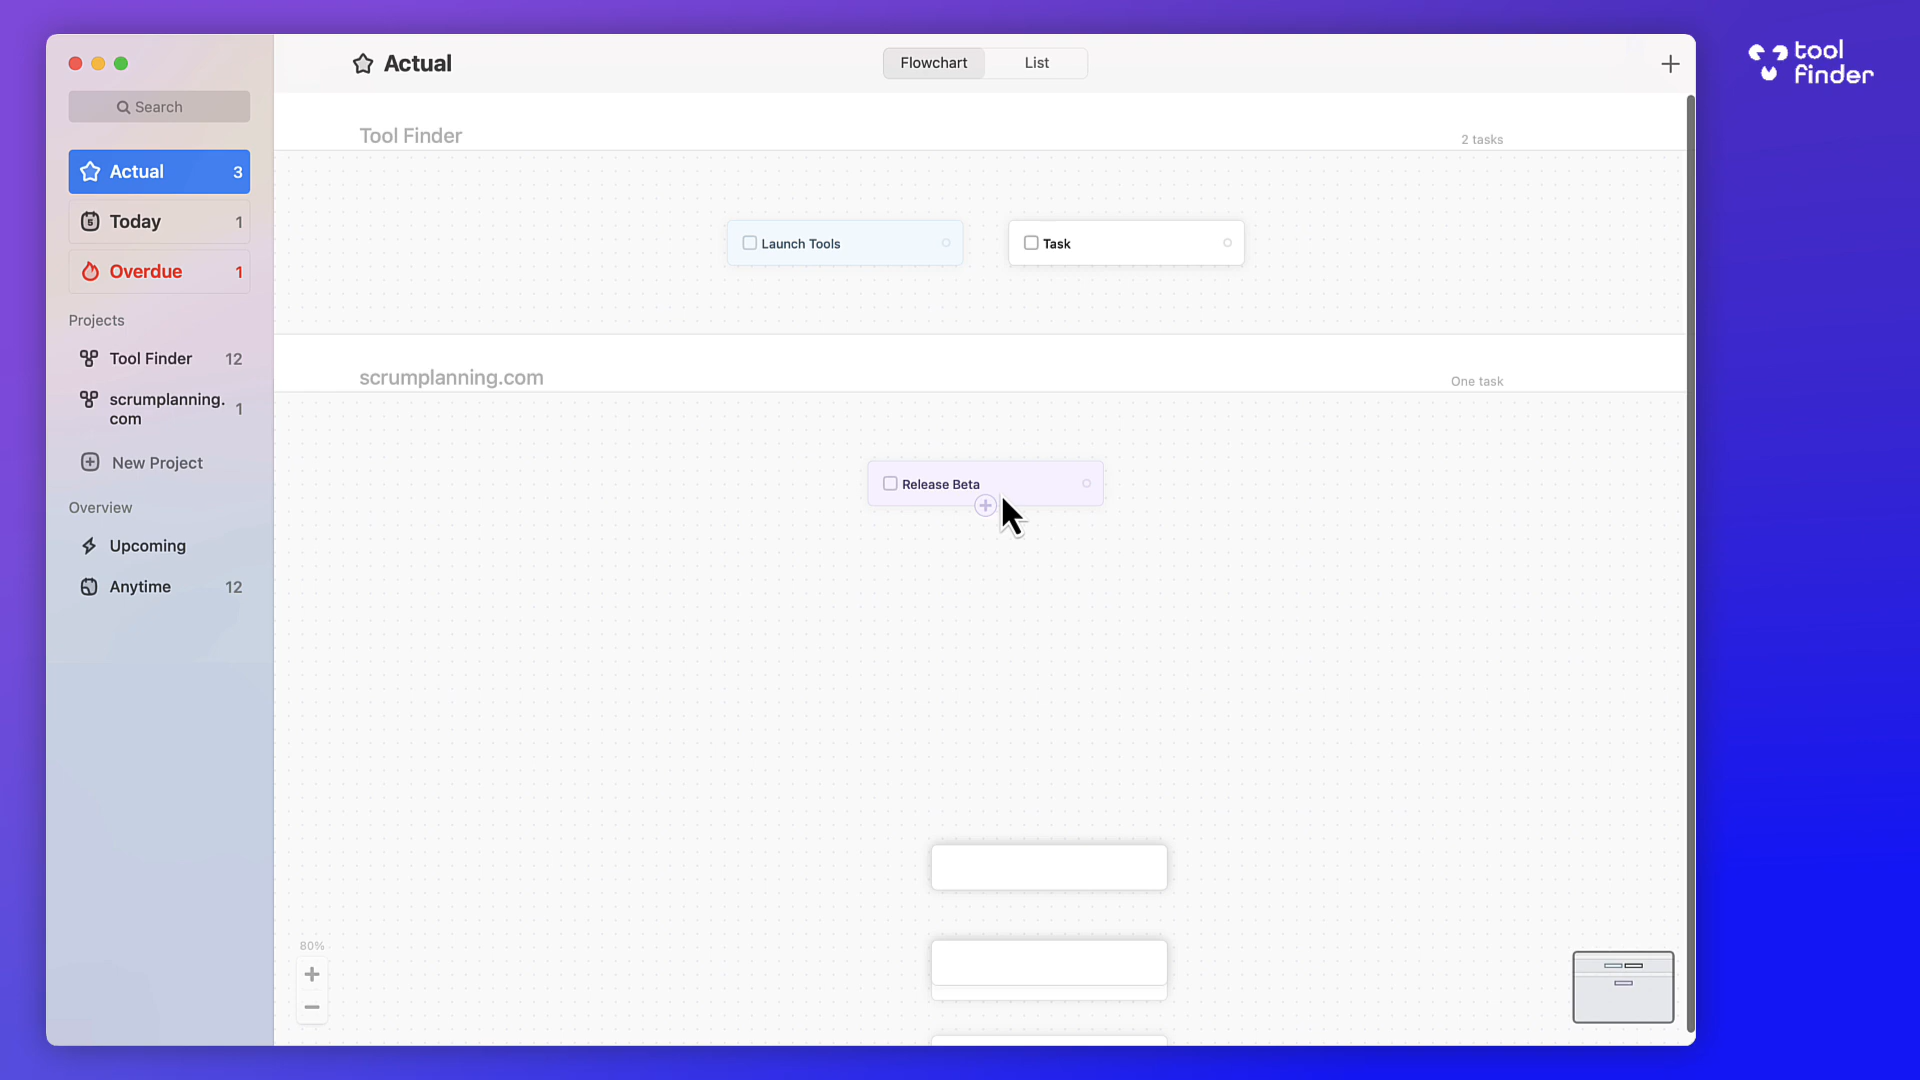 Actual
Flowchart
List
tool
finder
Search
Actual 3
5
Today 1
Overdue 1
Projects
Tool Finder 12
scrumplanning.
com 1
New Project
Overview
Upcoming
Anytime 12
Tool Finder
2 tasks
Launch Tools
Task
scrumplanning.com
One task
Release Beta
80%